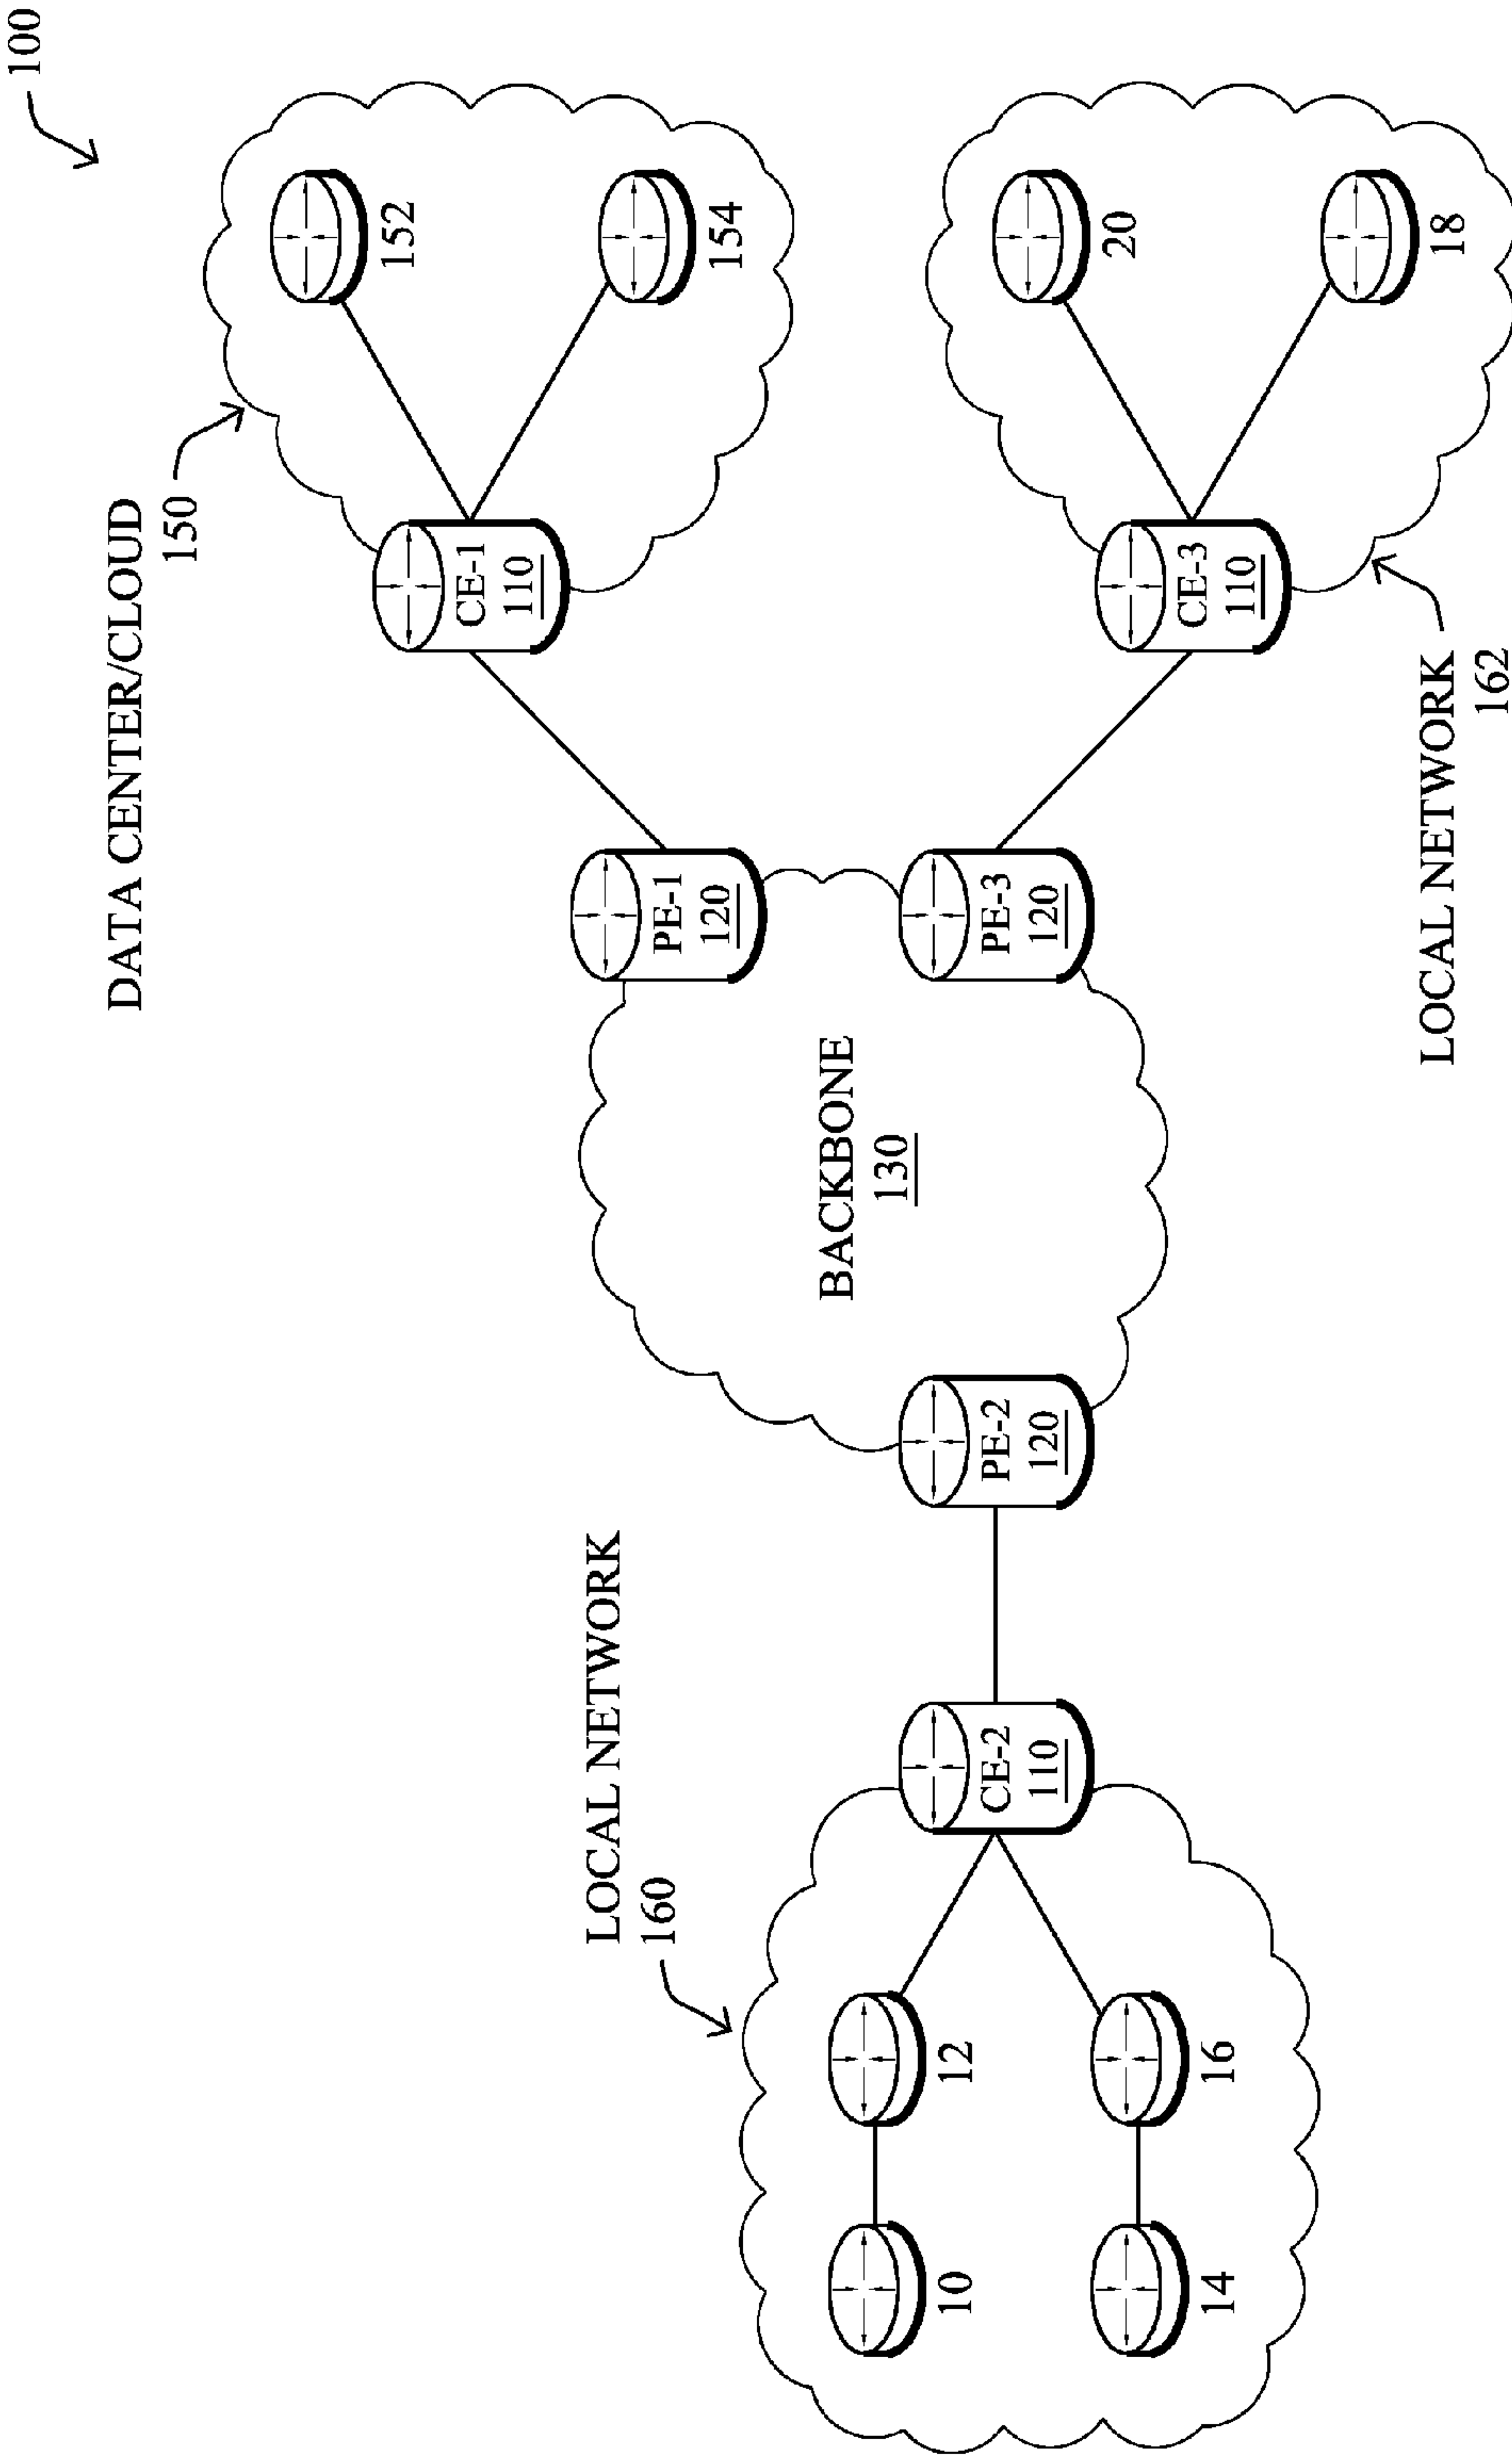 100
DATA CENTER/CLOUD
150
152
154
CE-1
110
PE-1
120
LOCAL NETWORK
160
BACKBONE
130
10
12
14
16
CE-2
110
PE-2
120
PE-3
120
CE-3
110
20
18
LOCAL NETWORK
162